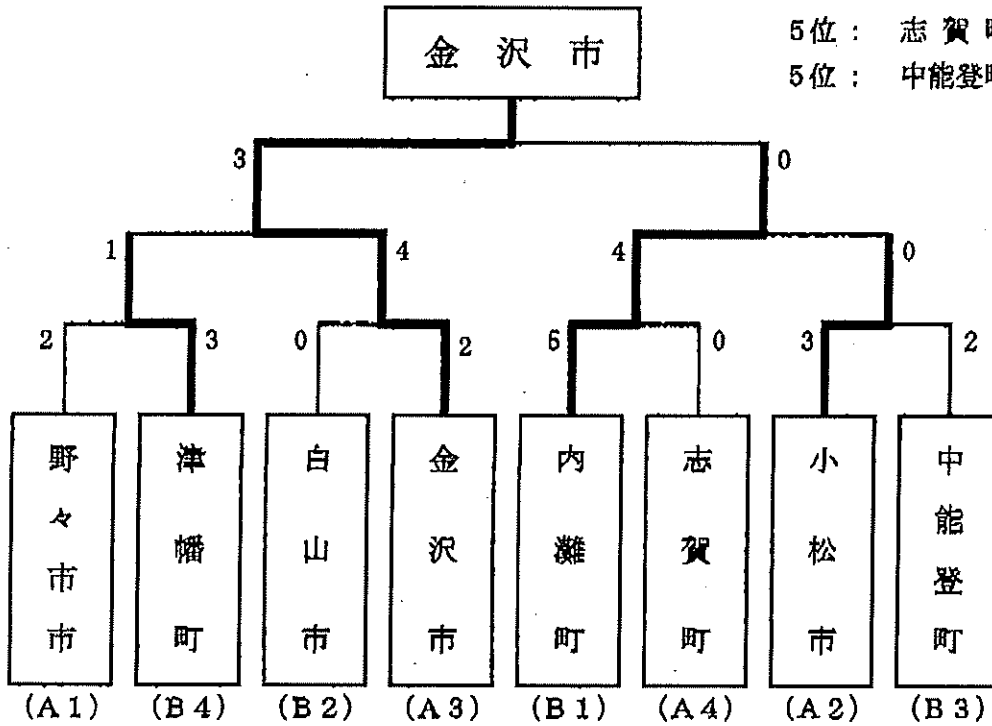 金沢市
5位： 志賀
5位： 中能登
3 0
1 4 4 0
2 3 0 2 6 0 3 2
野々市市
津幡町
白山市
金沢市
内灘町
志賀町
小松市
中能登町
(A1) (B4) (B2) (A3) (B1) (A4) (A2) (B3)